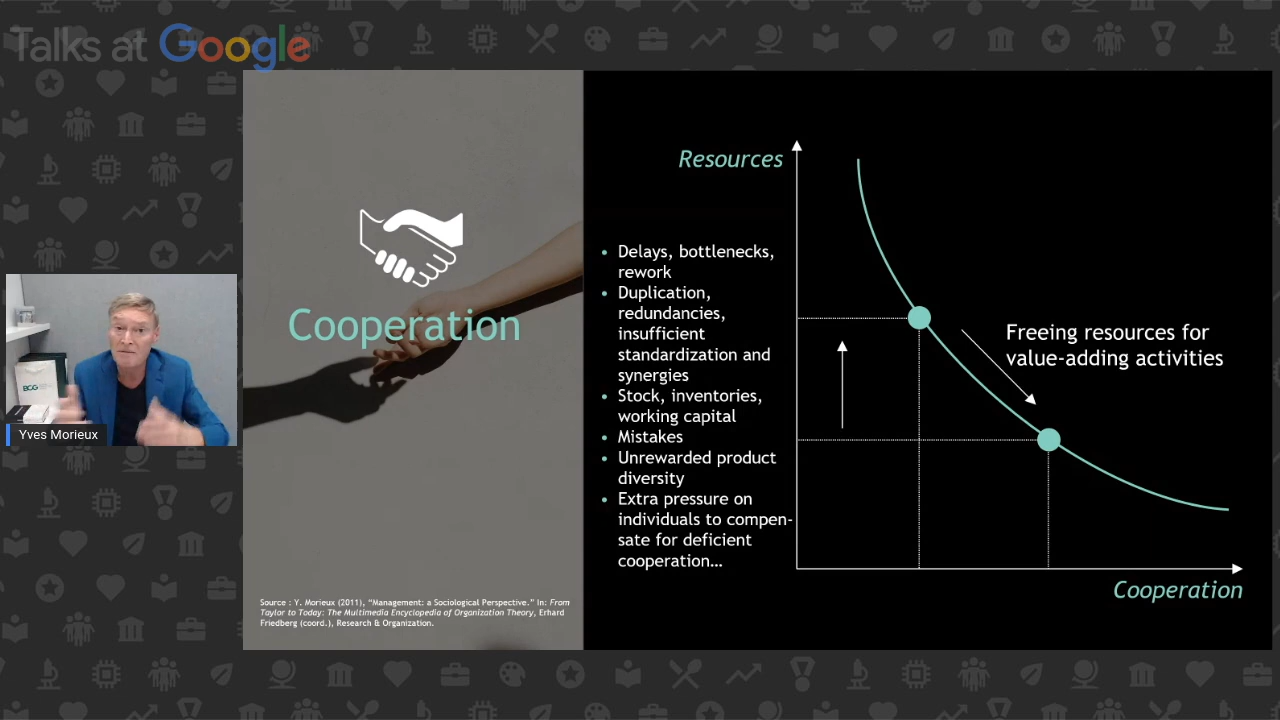 Talks at Google
Cooperation
Source : Y. Morieux (2011), “Management: a Sociological Perspective.” In: From
Taylor to Today: The Multimedia Encyclopedia of Organization Theory, Erhard
Friedberg (coord.), Research & Organization.
BCG
Yves Morieux
Resources
• Delays, bottlenecks,
rework
• Duplication,
redundancies,
insufficient
standardization and
synergies
• Stock, inventories,
working capital
• Mistakes
• Unrewarded product
diversity
• Extra pressure on
individuals to compen-
sate for deficient
cooperation…
Freeing resources for
value-adding activities
Cooperation